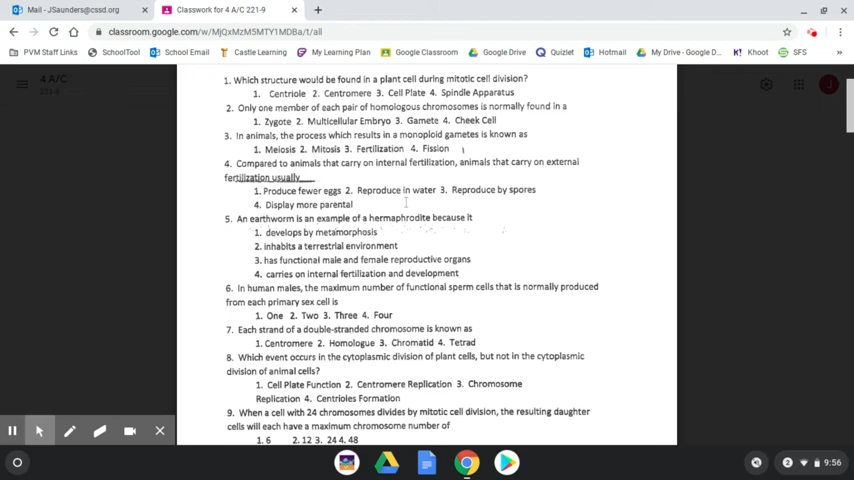 Mail - JSaunders@cssd.org
Classwork for 4 A/C 221-9
classroom.google.com/w/MjQxMzM5MTY1MDBa/t/all
PVM Staff Links SchoolTool School Email Castle Learning My Learning Plan Google Classroom Google Drive Quizlet Hotmail My Drive - Google D... Khoot SFS
4 A/C
221-9
J
1. Which structure would be found in a plant cell during mitotic cell division?
1. Centriole 2. Centromere 3. Cell Plate 4. Spindle Apparatus
2. Only one member of each pair of homologous chromosomes is normally found in a
1. Zygote 2. Multicellular Embryo 3. Gamete 4. Cheek Cell
3. In animals, the process which results in a monoploid gametes is known as
1. Meiosis 2. Mitosis 3. Fertilization 4. Fission
4. Compared to animals that carry on internal fertilization, animals that carry on external
fertilization usually
1. Produce fewer eggs 2. Reproduce in water 3. Reproduce by spores
4. Display more parental
5. An earthworm is an example of a hermaphrodite because it
1. develops by metamorphosis
2. inhabits a terrestrial environment
3. has functional male and female reproductive organs
4. carries on internal fertilization and development
6. In human males, the maximum number of functional sperm cells that is normally produced
from each primary sex cell is
1. One 2. Two 3. Three 4. Four
7. Each strand of a double-stranded chromosome is known as
1. Centromere 2. Homologue 3. Chromatid 4. Tetrad
8. Which event occurs in the cytoplasmic division of plant cells, but not in the cytoplasmic
division of animal cells?
1. Cell Plate Function 2. Centromere Replication 3. Chromosome
Replication 4. Centrioles Formation
9. When a cell with 24 chromosomes divides by mitotic cell division, the resulting daughter
cells will each have a maximum chromosome number of
1. 6 2. 12 3. 24 4. 48
2 9:56